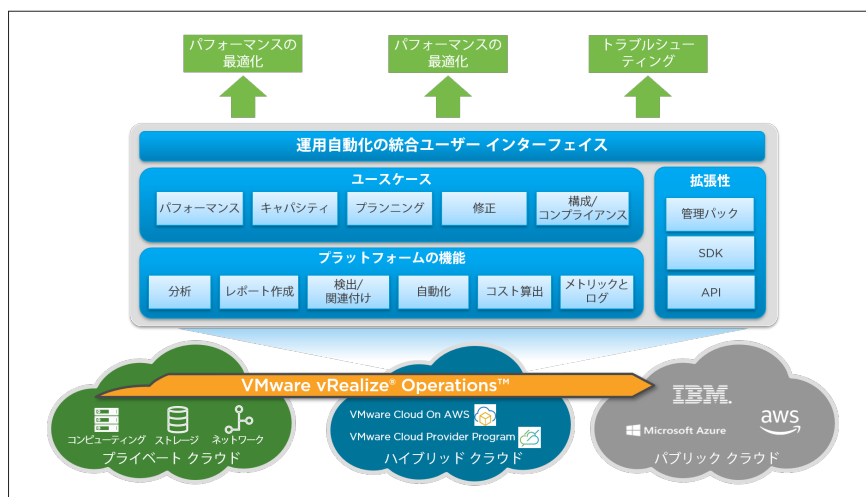 パフォーマンスの
最適化
パフォーマンスの
最適化
トラブルシュー
ティング
運用自動化の統合ユーザー インターフェイス
ユースケース
パフォーマンス
キャパシティ
プランニング
修正
構成/
コンプライアンス
拡張性
管理パック
SDK
API
プラットフォームの機能
分析
レポート作成
検出/
関連付け
自動化
コスト算出
メトリックと
ログ
VMware vRealize® Operations™
コンピューティング
ストレージ
ネットワーク
プライベート クラウド
VMware Cloud On AWS
VMware Cloud Provider Program
ハイブリッド クラウド
IBM.
Microsoft Azure
aws
パブリック クラウド